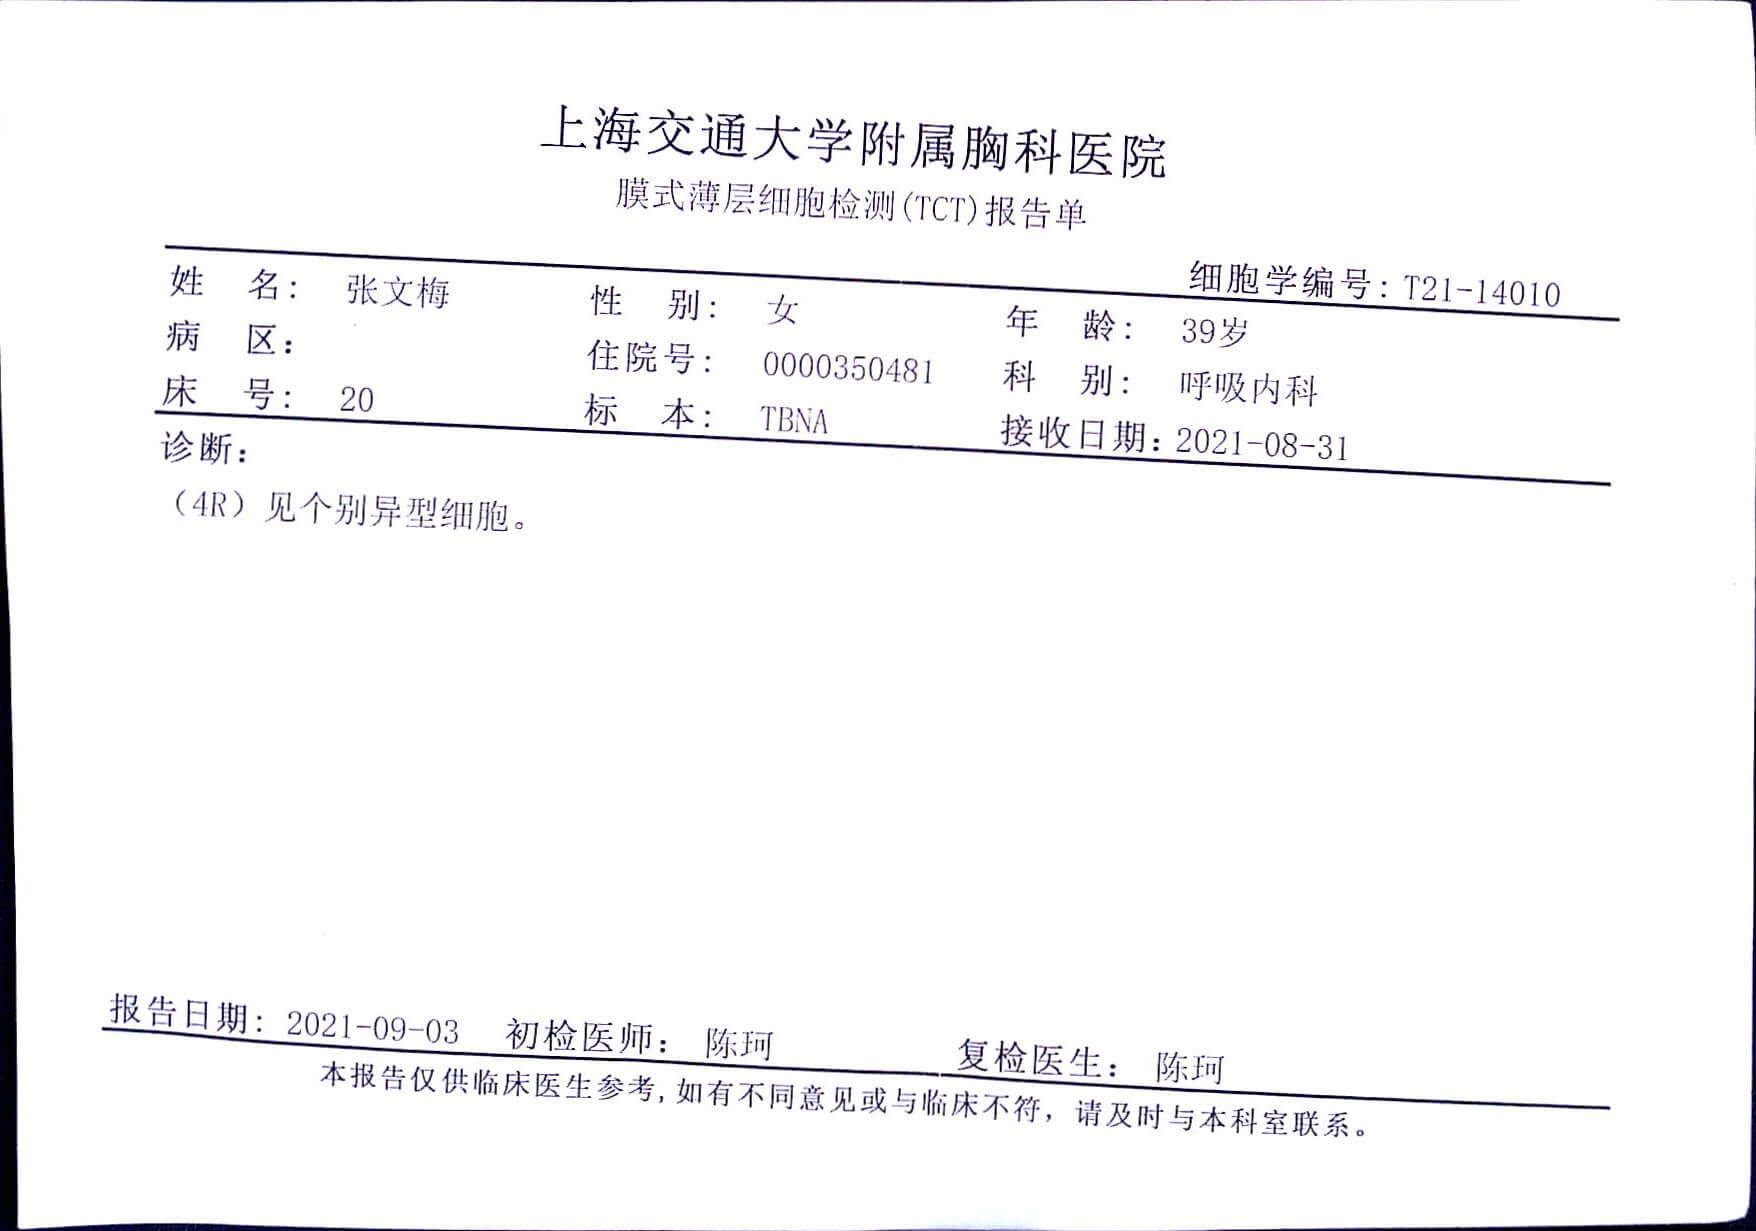 上海交通大学附属胸科医院
膜式薄层细胞检测(TCT)报告单
细胞学编号: T21-14010
姓 名: 张文梅 性 别: 女 年 龄: 39岁
病 区: 住院号: 0000350481 科 别: 呼吸内科
床 号: 20 标 本: TBNA 接收日期: 2021-08-31
诊断:
(4R) 见个别异型细胞。
报告日期: 2021-09-03 初检医师: 陈珂 复检医生: 陈珂
本报告仅供临床医生参考,如有不同意见或与临床不符, 请及时与本科室联系。